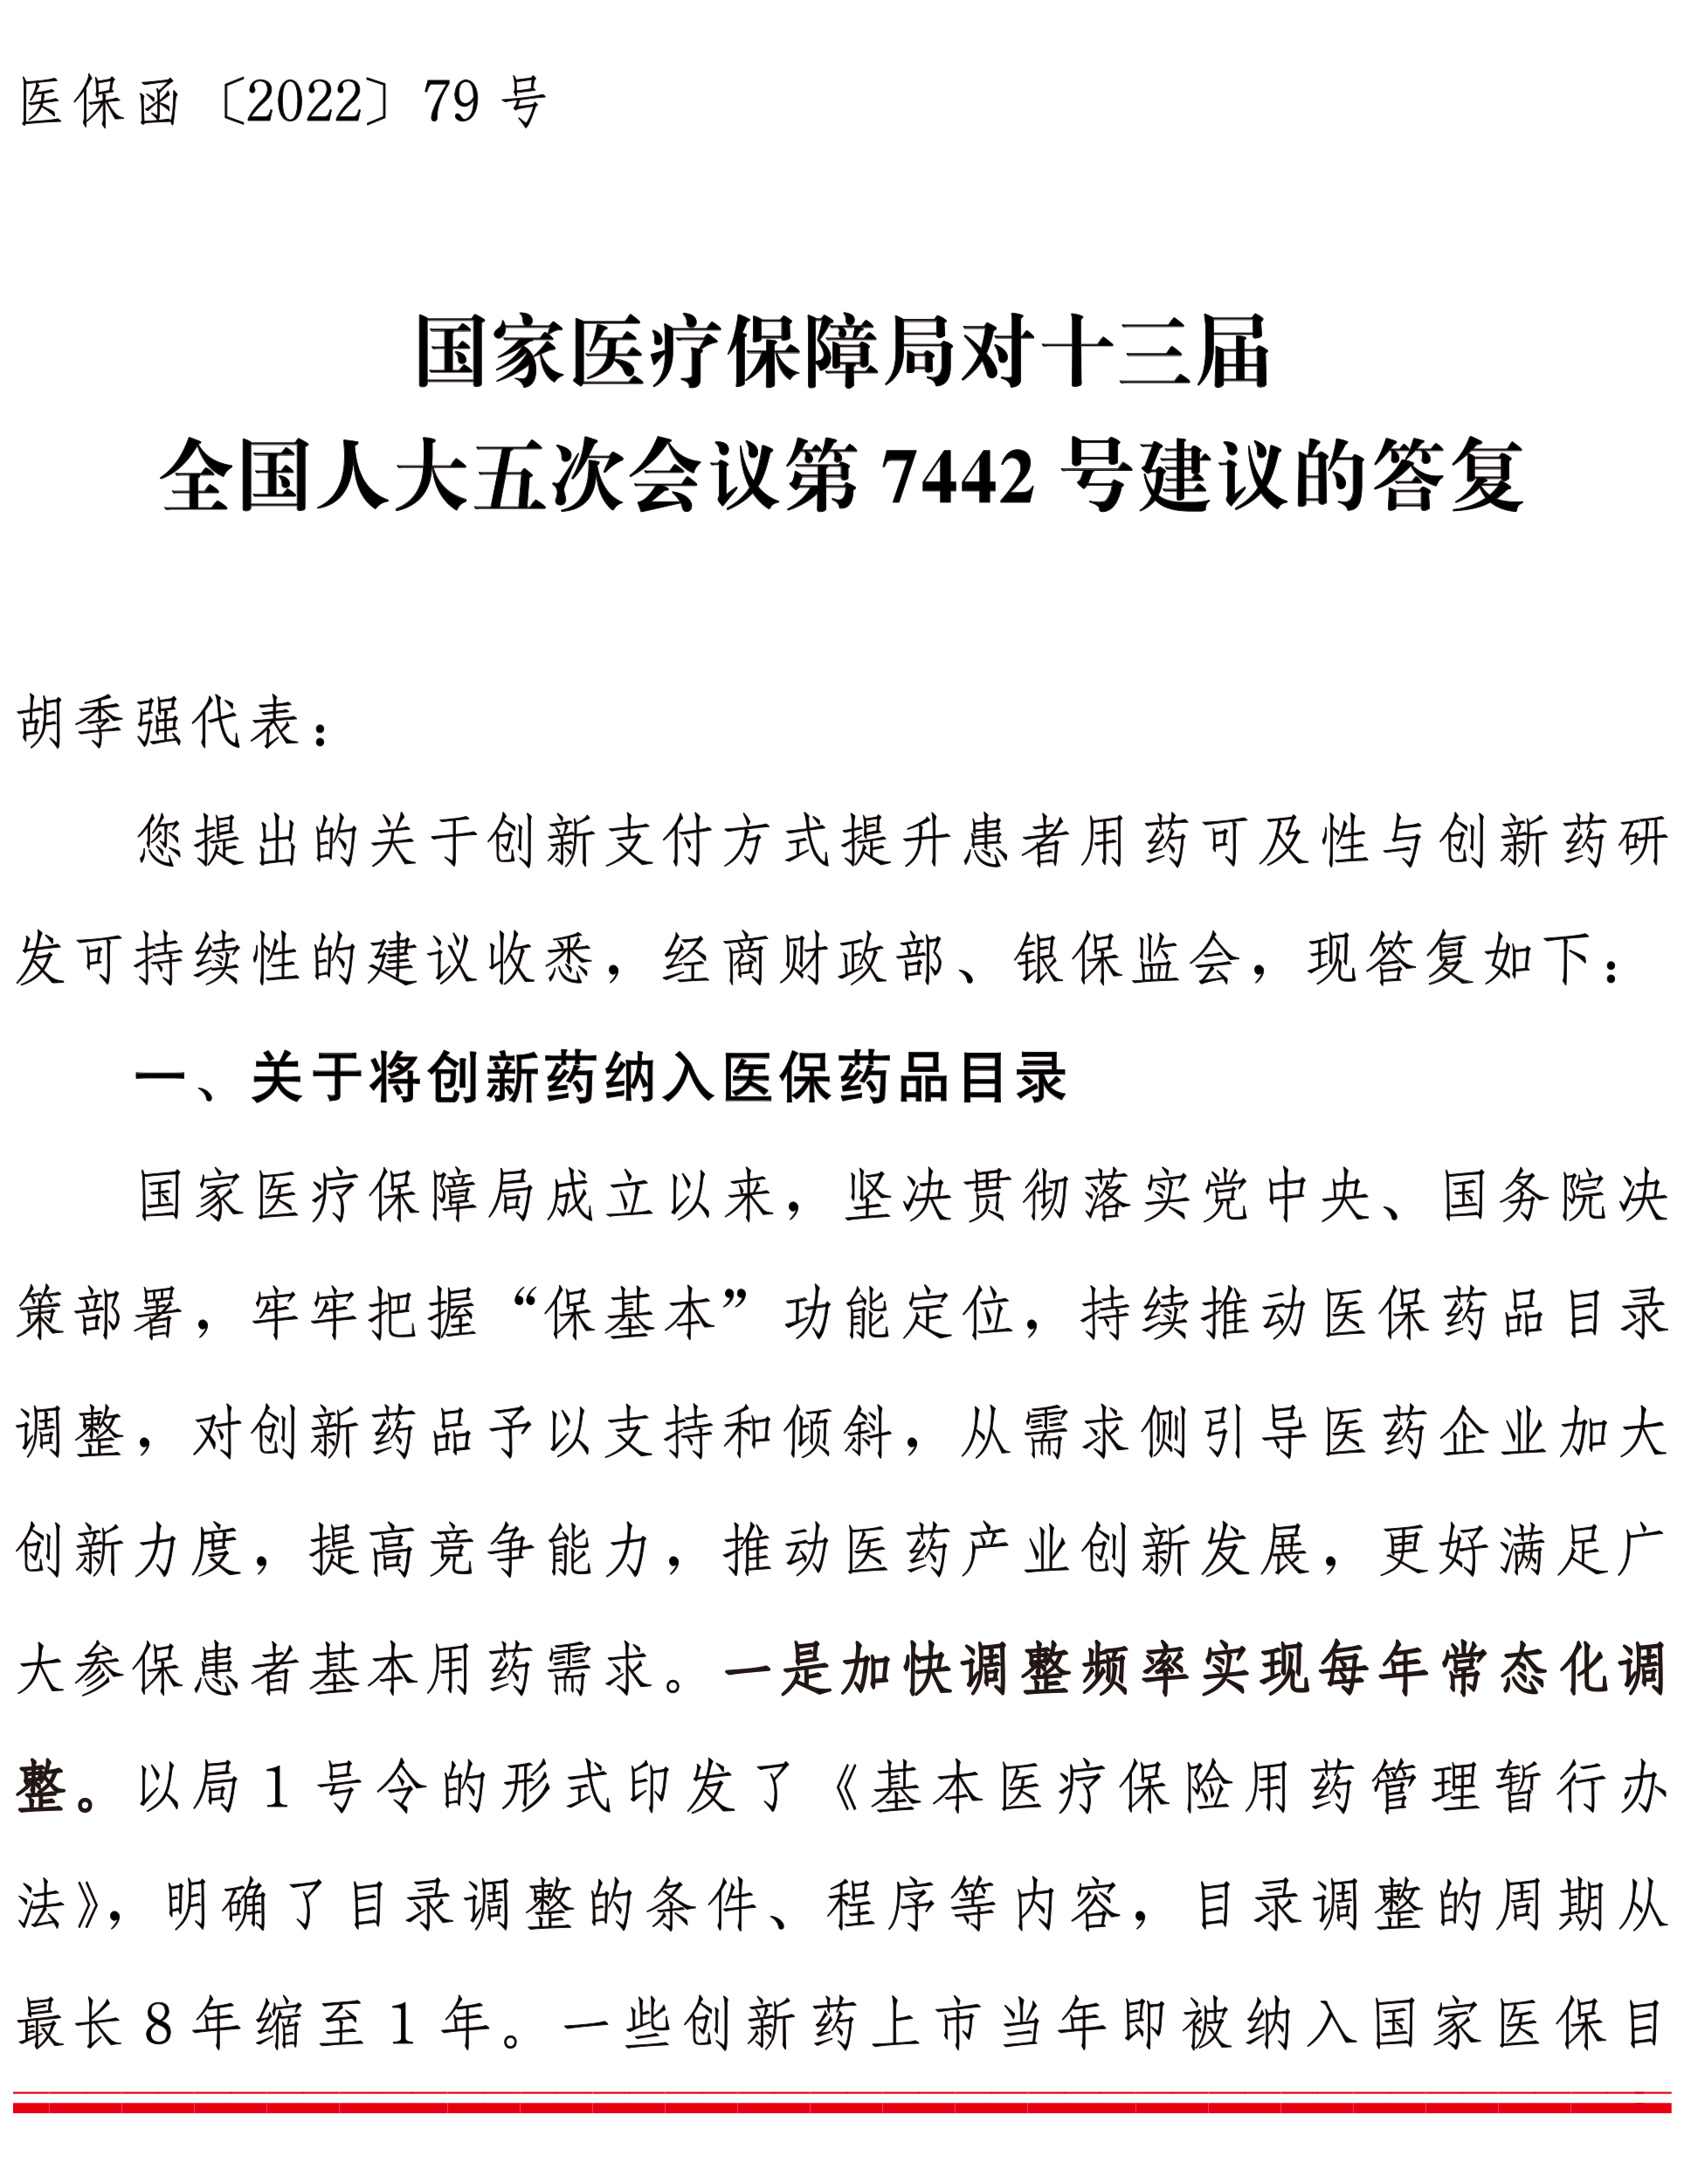 医保函〔2022〕79 号
国家医疗保障局对十三届
全国人大五次会议第 7442 号建议的答复
胡季强代表：
您提出的关于创新支付方式提升患者用药可及性与创新药研
发可持续性的建议收悉，经商财政部、银保监会，现答复如下：
一、关于将创新药纳入医保药品目录
国家医疗保障局成立以来，坚决贯彻落实党中央、国务院决
策部署，牢牢把握“保基本”功能定位，持续推动医保药品目录
调整，对创新药品予以支持和倾斜，从需求侧引导医药企业加大
创新力度，提高竞争能力，推动医药产业创新发展，更好满足广
大参保患者基本用药需求。一是加快调整频率实现每年常态化调
整。以局 1 号令的形式印发了《基本医疗保险用药管理暂行办
法》，明确了目录调整的条件、程序等内容，目录调整的周期从
最长 8 年缩至 1 年。一些创新药上市当年即被纳入国家医保目